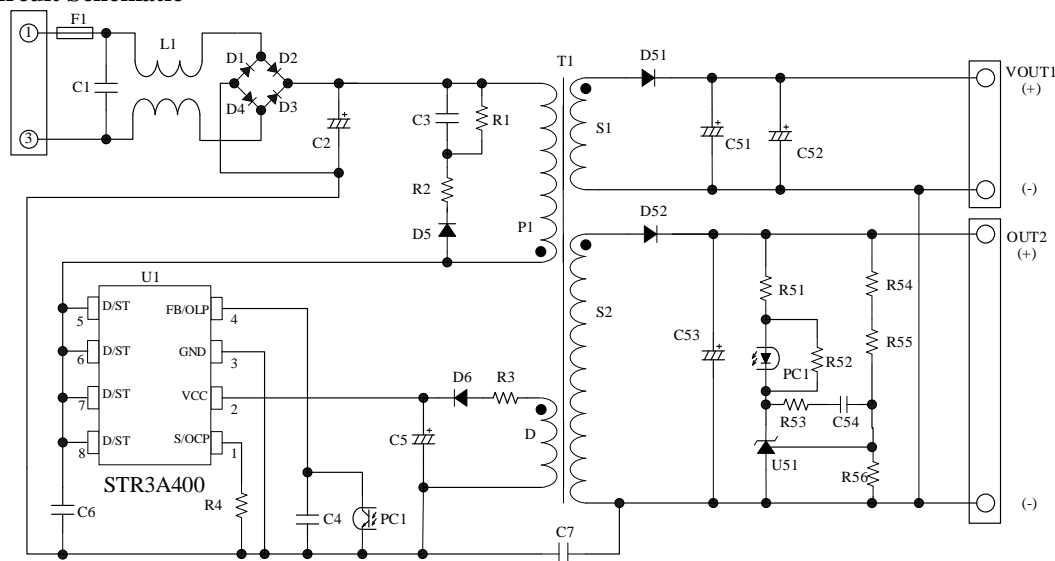 F1
1
L1
C1
3
D1
D2
D4
D3
C2
C3
R1
R2
D5
P1
T1
S1
D51
C51
C52
VOUT1
(+)
(-)
D52
S2
C53
R51
PC1
R52
R53
C54
U51
R54
R55
R56
OUT2
(+)
(-)
U1
D/ST
5
D/ST
6
D/ST
7
D/ST
8
FB/OLP
4
GND
3
VCC
2
S/OCP
1
STR3A400
C6
R4
C4
PC1
C5
D6
R3
D
C7